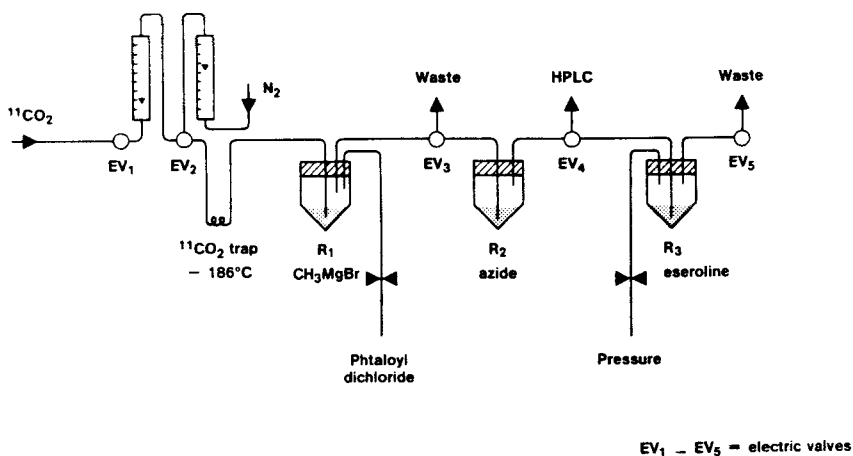 ¹¹CO₂
EV₁
EV₂
N₂
¹¹CO₂ trap
– 186°C
R₁
CH₃MgBr
Phtaloyl
dichloride
Waste
EV₃
R₂
azide
HPLC
EV₄
R₃
eseroline
Pressure
Waste
EV₅
EV₁ – EV₅ = electric valves